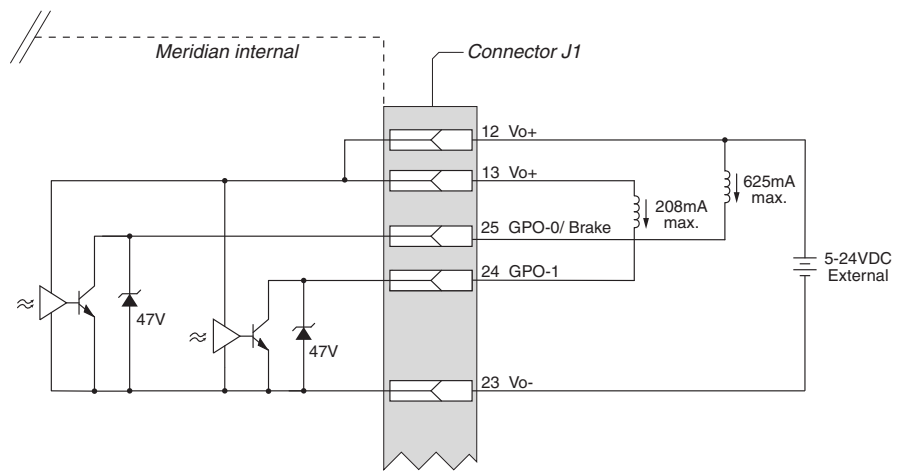 Meridian internal
Connector J1
12 Vo+
13 Vo+
625mA
max.
208mA
max.
25 GPO-0/ Brake
24 GPO-1
5-24VDC
External
47V
47V
23 Vo-